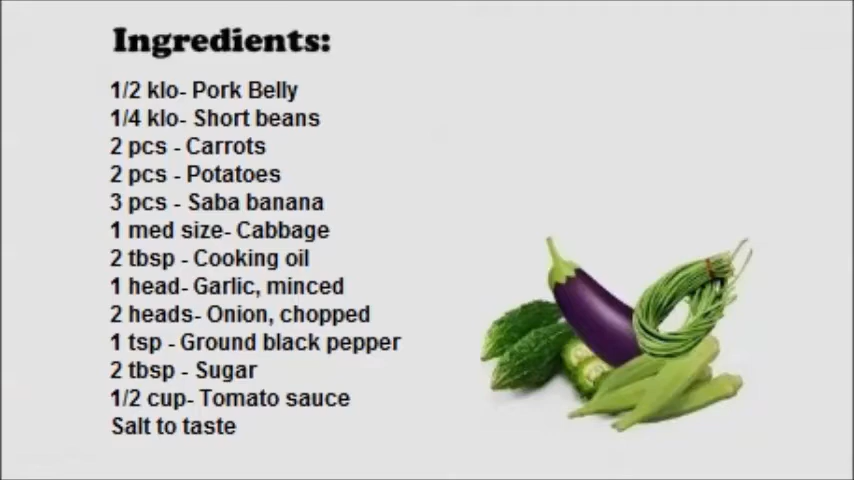 Ingredients:
1/2 klo- Pork Belly
1/4 klo- Short beans
2 pcs - Carrots
2 pcs - Potatoes
3 pcs - Saba banana
1 med size- Cabbage
2 tbsp - Cooking oil
1 head- Garlic, minced
2 heads- Onion, chopped
1 tsp - Ground black pepper
2 tbsp - Sugar
1/2 cup- Tomato sauce
Salt to taste